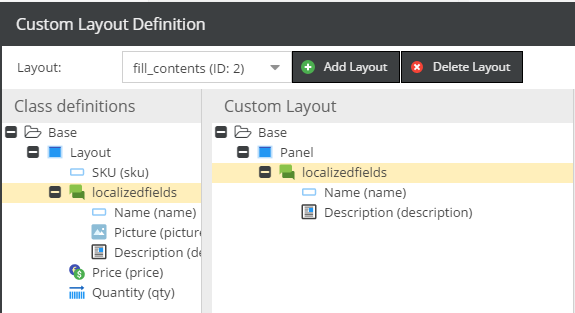 Custom Layout Definition
Layout: fill_contents (ID: 2) Add Layout Delete Layout
Class definitions
Base
Layout
SKU (sku)
localizedfields
Name (name)
Picture (picture
Description (de
Price (price)
Quantity (qty)
Custom Layout
Base
Panel
localizedfields
Name (name)
Description (description)